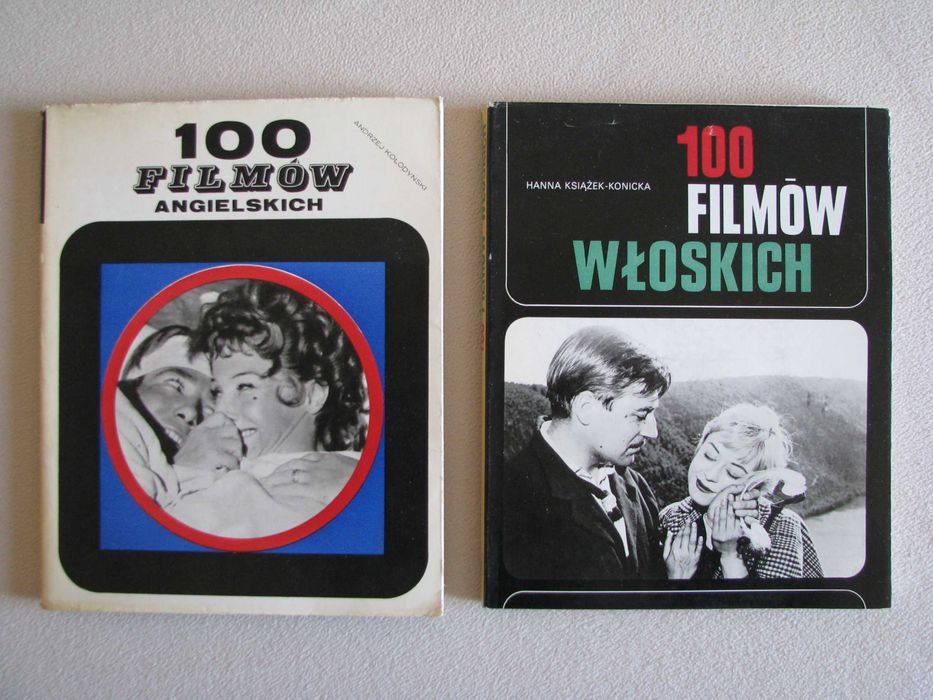 100
FILMÓW
ANGIELSKICH
ANDRZEJ KOŁODYŃSKI
100
HANNA KSIĄŻEK-KONICKA
FILMÓW
WŁOSKICH